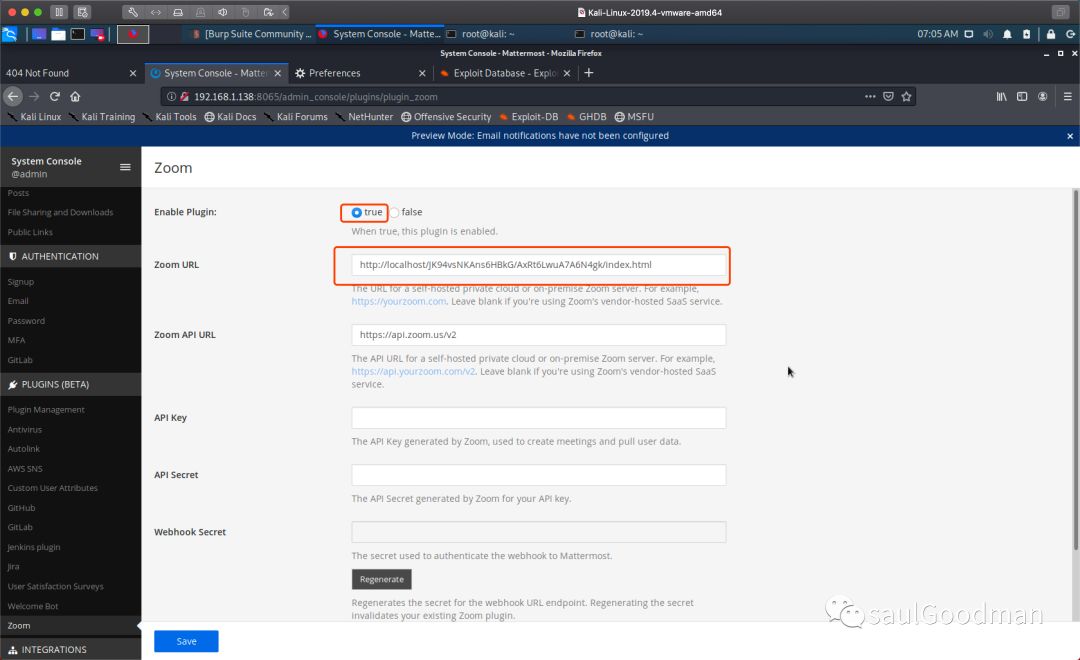 Kali-Linux-2019.4-vmware-amd64
[Burp Suite Community ...
System Console - Matterm...
root@kali: ~
root@kali: ~
07:05 AM
System Console - Mattermost - Mozilla Firefox
404 Not Found
System Console - Matter
Preferences
Exploit Database - Explo
192.168.1.138:8065/admin_console/plugins/plugin_zoom
Kali Linux
Kali Training
Kali Tools
Kali Docs
Kali Forums
NetHunter
Offensive Security
Exploit-DB
GHDB
MSFU
Preview Mode: Email notifications have not been configured
System Console
@admin
Posts
File Sharing and Downloads
Public Links
AUTHENTICATION
Signup
Email
Password
MFA
GitLab
PLUGINS (BETA)
Plugin Management
Antivirus
Autolink
AWS SNS
Custom User Attributes
GitHub
GitLab
Jenkins plugin
Jira
User Satisfaction Surveys
Welcome Bot
Zoom
INTEGRATIONS
Zoom
Enable Plugin:
true
false
When true, this plugin is enabled.
Zoom URL
http://localhost/JK94vsNKAns6HBkG/AxRt6LwuA7A6N4gk/index.html
The URL for a self-hosted private cloud or on-premise Zoom server. For example,
https://yourzoom.com. Leave blank if you're using Zoom's vendor-hosted SaaS service.
Zoom API URL
https://api.zoom.us/v2
The API URL for a self-hosted private cloud or on-premise Zoom server. For example,
https://api.yourzoom.com/v2. Leave blank if you're using Zoom's vendor-hosted SaaS
service.
API Key
The API Key generated by Zoom, used to create meetings and pull user data.
API Secret
The API Secret generated by Zoom for your API key.
Webhook Secret
The secret used to authenticate the webhook to Mattermost.
Regenerate
Regenerates the secret for the webhook URL endpoint. Regenerating the secret
invalidates your existing Zoom plugin.
Save
saulGoodman